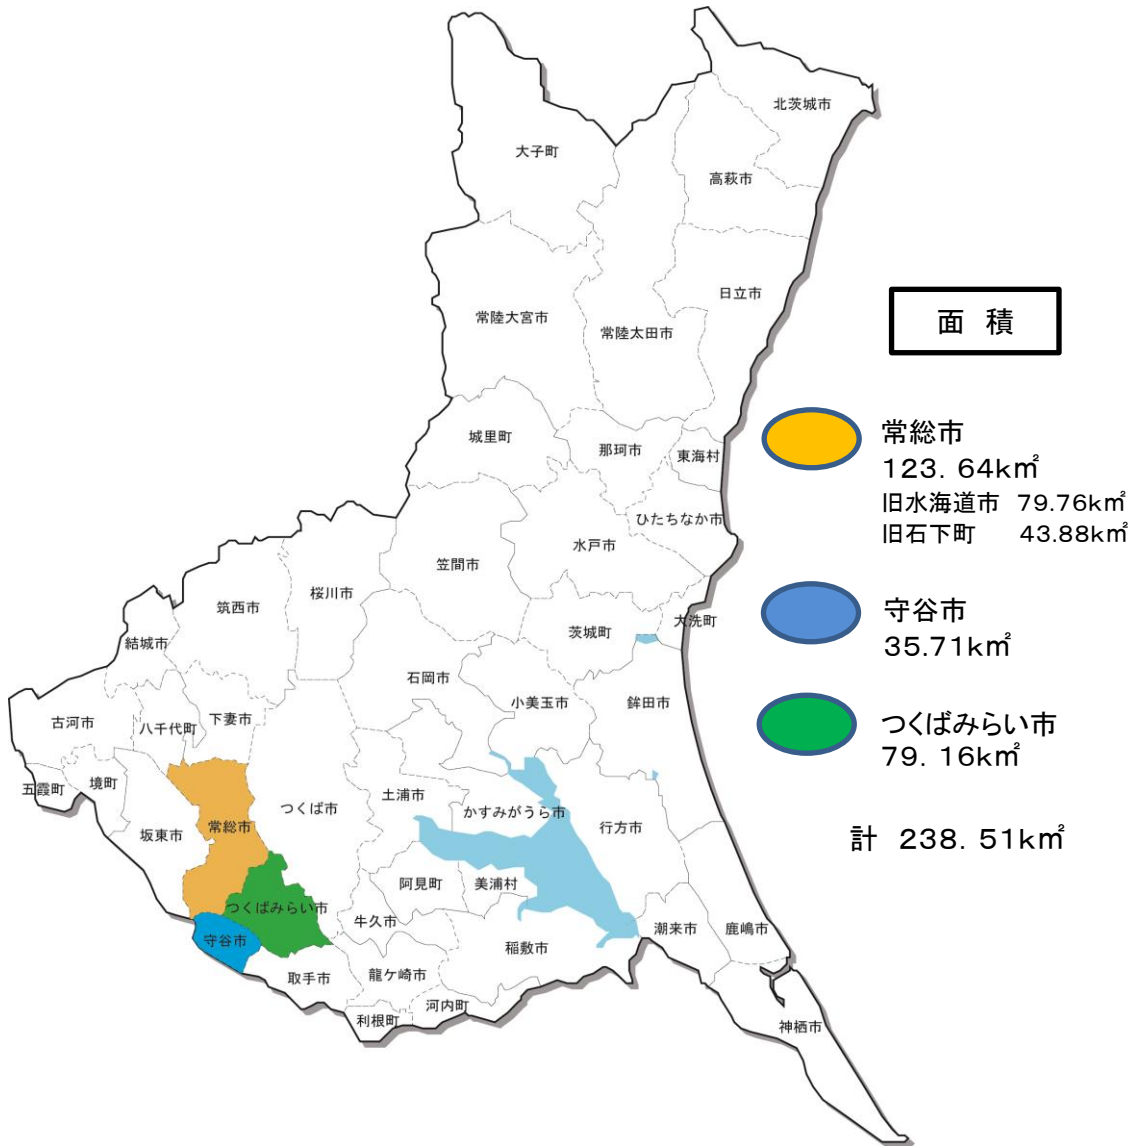 北茨城市
大子町
高萩市
日立市
常陸大宮市
常陸太田市
城里町
那珂市
東海村
ひたちなか市
水戸市
笠間市
桜川市
筑西市
結城市
茨城町
大洗町
石岡市
小美玉市
鉾田市
古河市
八千代町
下妻市
五霞町
境町
坂東市
常総市
つくば市
土浦市
かすみがうら市
行方市
阿見町
美浦村
つくばみらい市
牛久市
守谷市
稲敷市
潮来市
鹿嶋市
取手市
龍ケ崎市
利根町
河内町
神栖市
面 積
常総市
123. 64k㎡
旧水海道市 79.76k㎡
旧石下町 43.88k㎡
守谷市
35.71k㎡
つくばみらい市
79. 16k㎡
計 238. 51k㎡